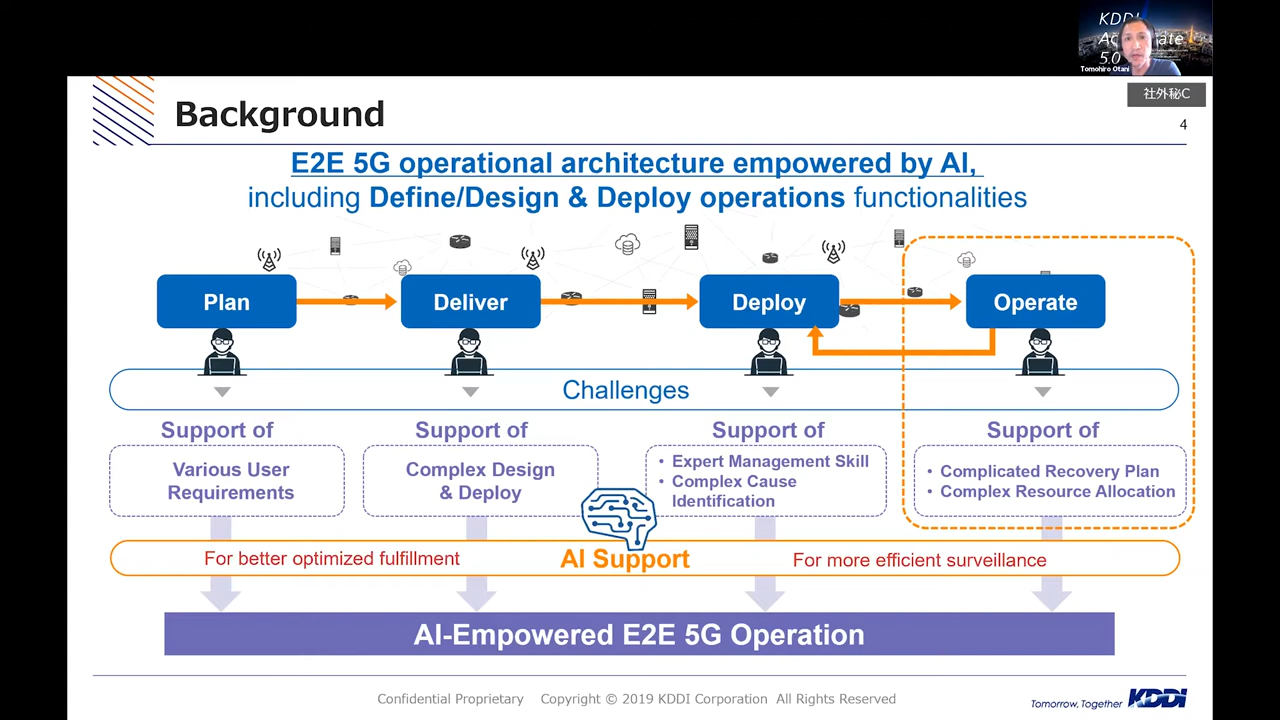 KDDI
Tomohiro Otani
社外秘C
Background
4
E2E 5G operational architecture empowered by AI,
including Define/Design & Deploy operations functionalities
Plan
Deliver
Deploy
Operate
Challenges
Support of
Various User
Requirements
Support of
Complex Design
& Deploy
Support of
• Expert Management Skill
• Complex Cause
Identification
Support of
• Complicated Recovery Plan
• Complex Resource Allocation
For better optimized fulfillment
AI Support
For more efficient surveillance
AI-Empowered E2E 5G Operation
Confidential Proprietary Copyright © 2019 KDDI Corporation All Rights Reserved
Tomorrow, Together KDDI